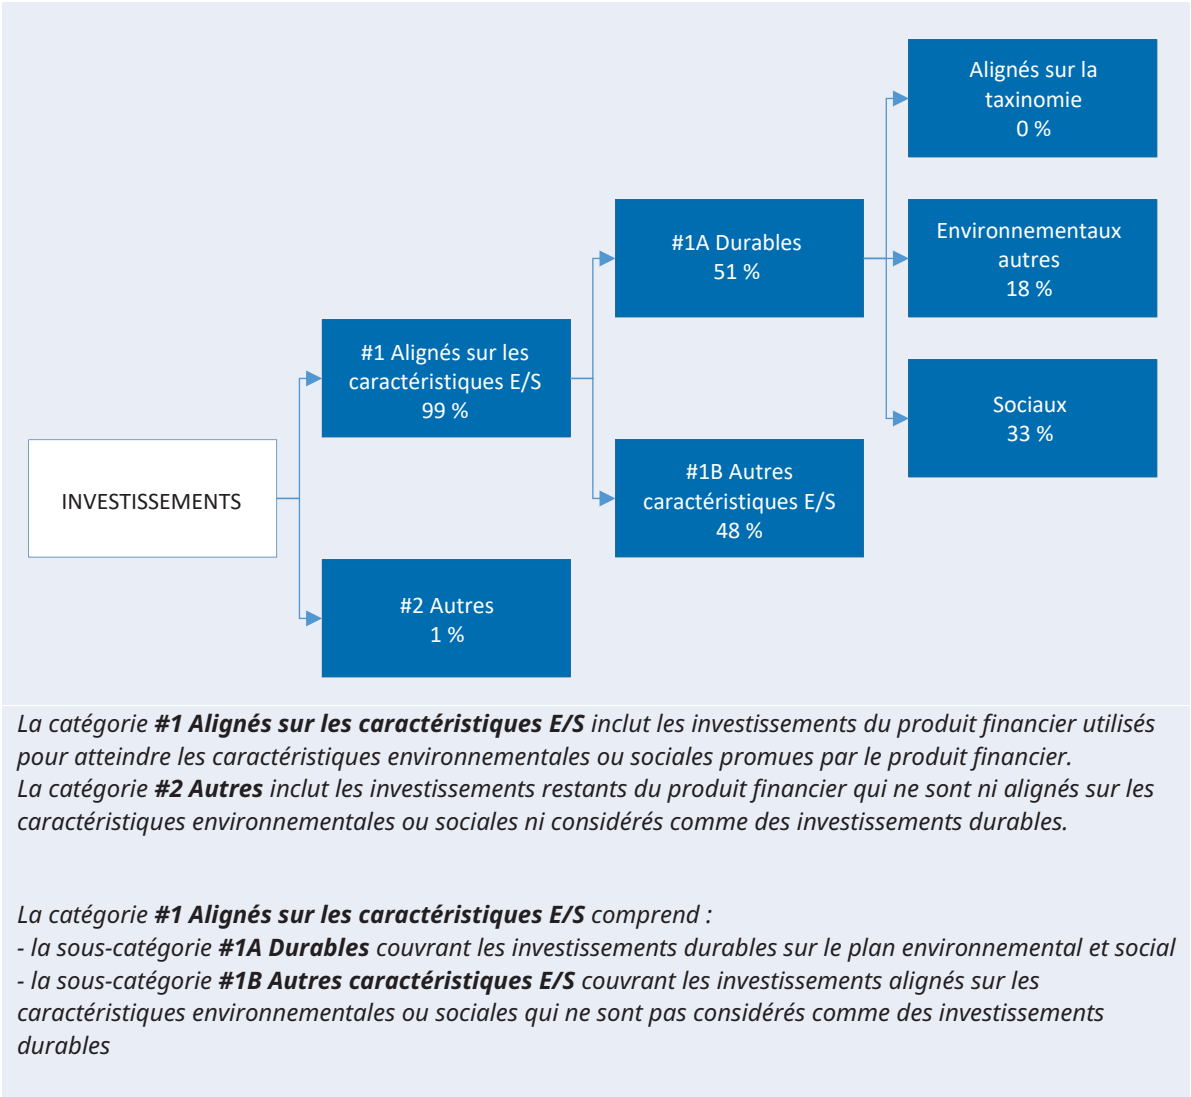 Alignés sur la
taxinomie
0 %
#1A Durables
51 %
Environnementaux
autres
18 %
#1 Alignés sur les
caractéristiques E/S
99 %
Sociaux
33 %
INVESTISSEMENTS
#1B Autres
caractéristiques E/S
48 %
#2 Autres
1 %
La catégorie #1 Alignés sur les caractéristiques E/S inclut les investissements du produit financier utilisés
pour atteindre les caractéristiques environnementales ou sociales promues par le produit financier.
La catégorie #2 Autres inclut les investissements restants du produit financier qui ne sont ni alignés sur les
caractéristiques environnementales ou sociales ni considérés comme des investissements durables.
La catégorie #1 Alignés sur les caractéristiques E/S comprend :
- la sous-catégorie #1A Durables couvrant les investissements durables sur le plan environnemental et social
- la sous-catégorie #1B Autres caractéristiques E/S couvrant les investissements alignés sur les
caractéristiques environnementales ou sociales qui ne sont pas considérés comme des investissements
durables